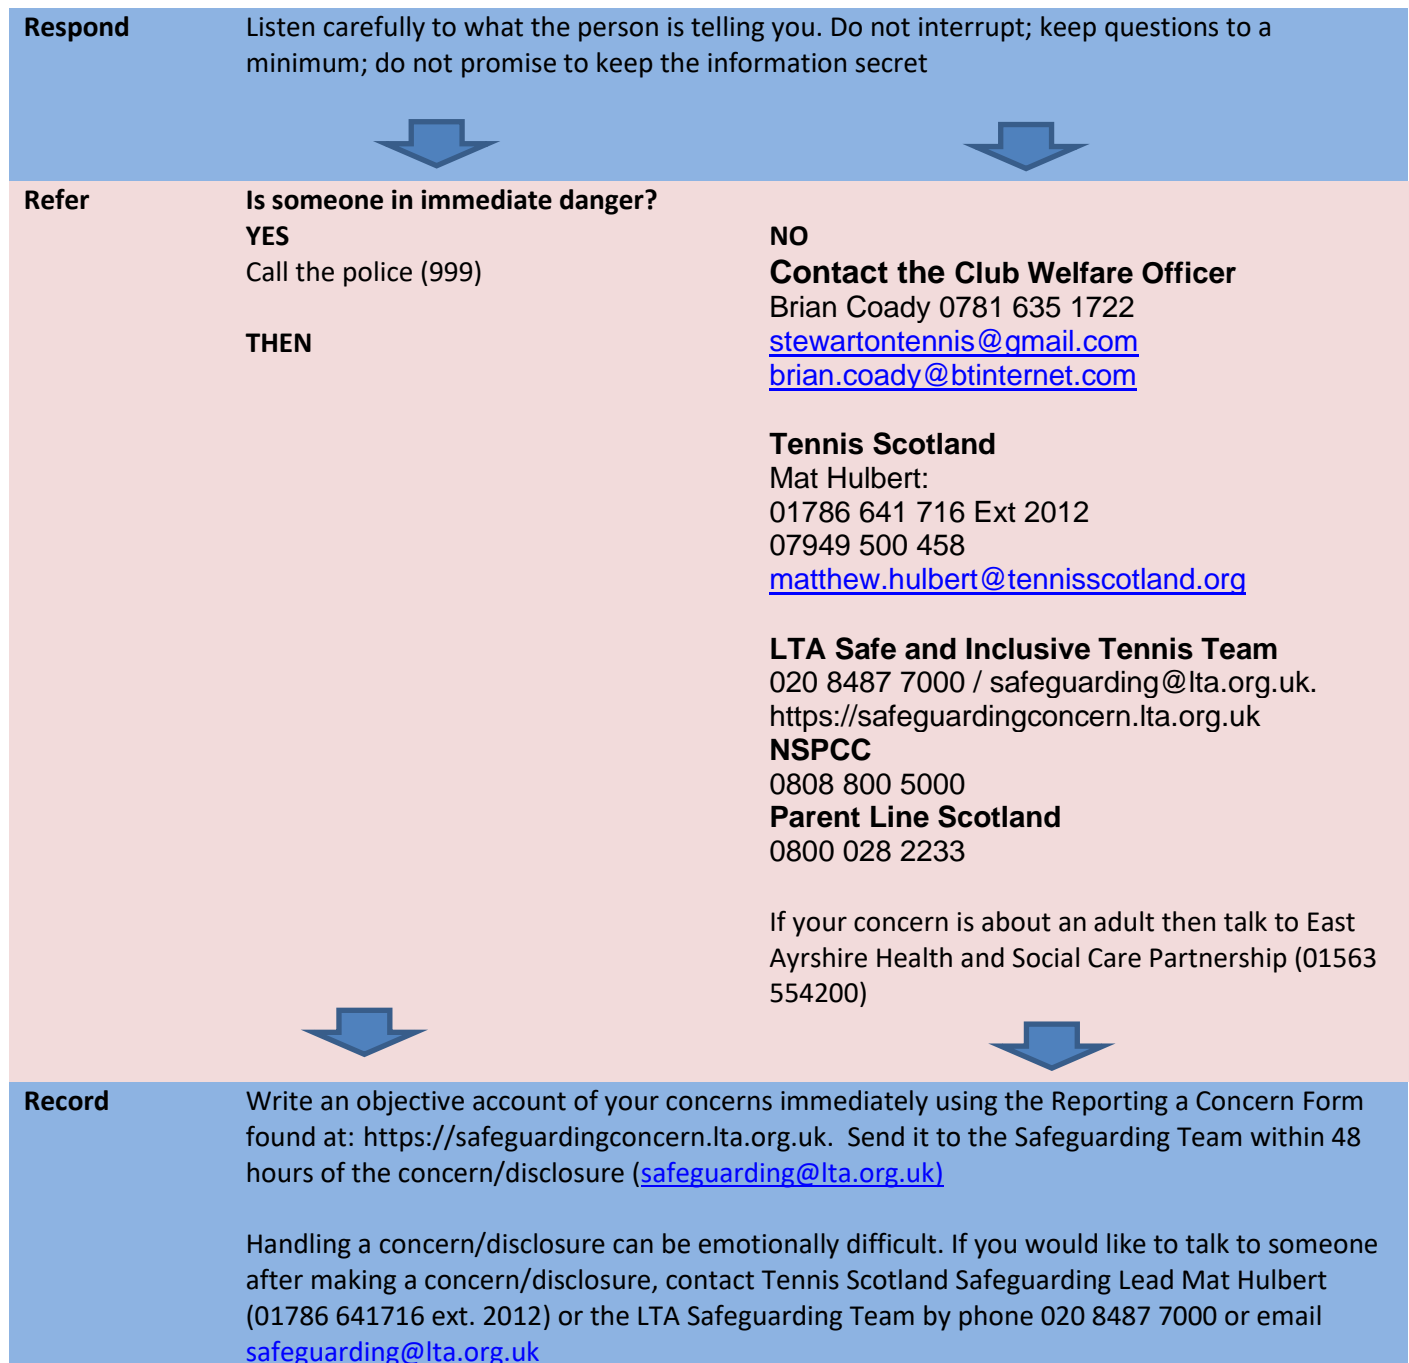 Respond
Listen carefully to what the person is telling you. Do not interrupt; keep questions to a
minimum; do not promise to keep the information secret
Refer
Is someone in immediate danger?
YES
Call the police (999)
THEN
NO
Contact the Club Welfare Officer
Brian Coady 0781 635 1722
stewartontennis@gmail.com
brian.coady@btinternet.com
Tennis Scotland
Mat Hulbert:
01786 641 716 Ext 2012
07949 500 458
matthew.hulbert@tennisscotland.org
LTA Safe and Inclusive Tennis Team
020 8487 7000 / safeguarding@lta.org.uk.
https://safeguardingconcern.lta.org.uk
NSPCC
0808 800 5000
Parent Line Scotland
0800 028 2233
If your concern is about an adult then talk to East
Ayrshire Health and Social Care Partnership (01563
554200)
Record
Write an objective account of your concerns immediately using the Reporting a Concern Form
found at: https://safeguardingconcern.lta.org.uk.  Send it to the Safeguarding Team within 48
hours of the concern/disclosure (safeguarding@lta.org.uk)
Handling a concern/disclosure can be emotionally difficult. If you would like to talk to someone
after making a concern/disclosure, contact Tennis Scotland Safeguarding Lead Mat Hulbert
(01786 641716 ext. 2012) or the LTA Safeguarding Team by phone 020 8487 7000 or email
safeguarding@lta.org.uk